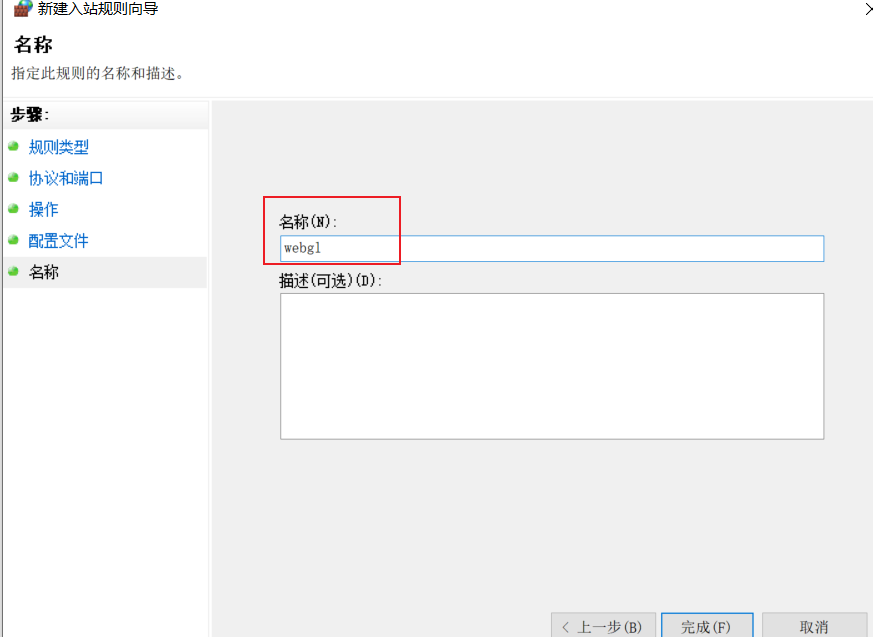 新建入站规则向导
名称
指定此规则的名称和描述。
步骤:
规则类型
协议和端口
操作
配置文件
名称
名称(N):
webgl
描述(可选)(D):
< 上一步(B)
完成(F)
取消